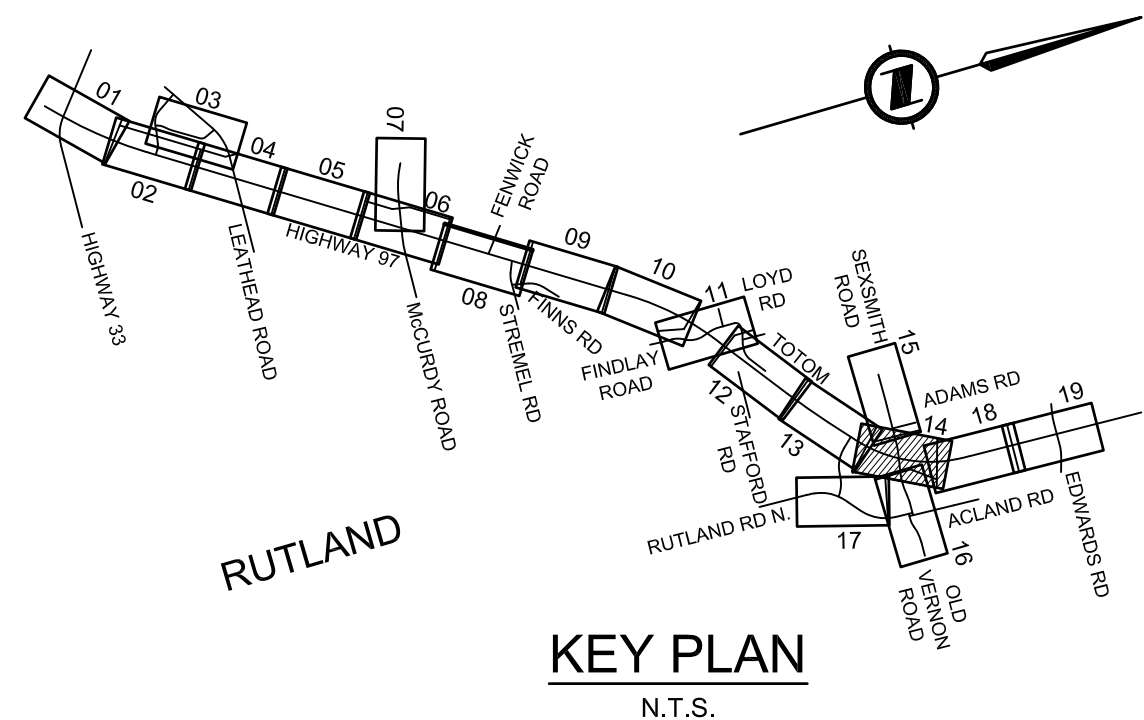 01
03
02
04
05
07
06
FENWICK
ROAD
HIGHWAY 33
LEATHEAD ROAD
HIGHWAY 97
McCURDY ROAD
08
STREMEL RD
FINNS RD
09
10
11
LOYD
RD
FINDLAY
ROAD
12
STAFFORD
RD
TOTOM
13
SEXSMITH
ROAD
15
ADAMS RD
14
18
19
RUTLAND RD N.
17
ACLAND RD
16
OLD
VERNON
ROAD
EDWARDS RD
N
RUTLAND
KEY PLAN
N.T.S.